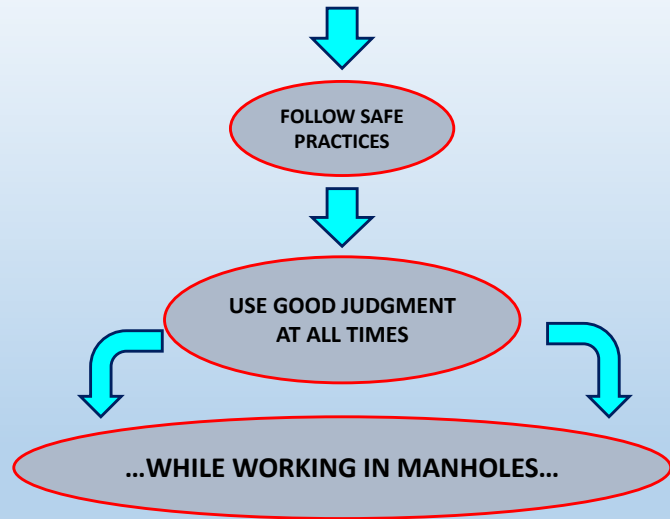 FOLLOW SAFE
PRACTICES
USE GOOD JUDGMENT
AT ALL TIMES
...WHILE WORKING IN MANHOLES...